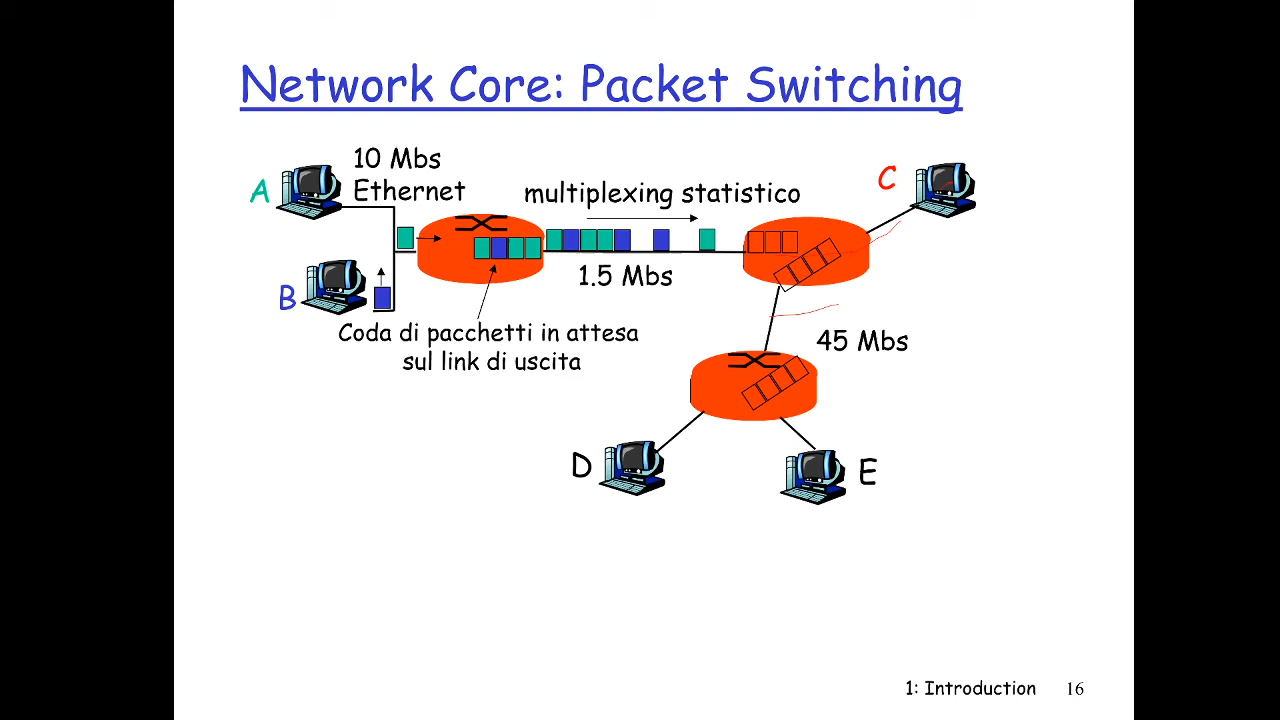 Network Core: Packet Switching
A
10 Mbs
Ethernet
multiplexing statistico
C
B
1.5 Mbs
Coda di pacchetti in attesa
sul link di uscita
45 Mbs
D
E
1: Introduction 16